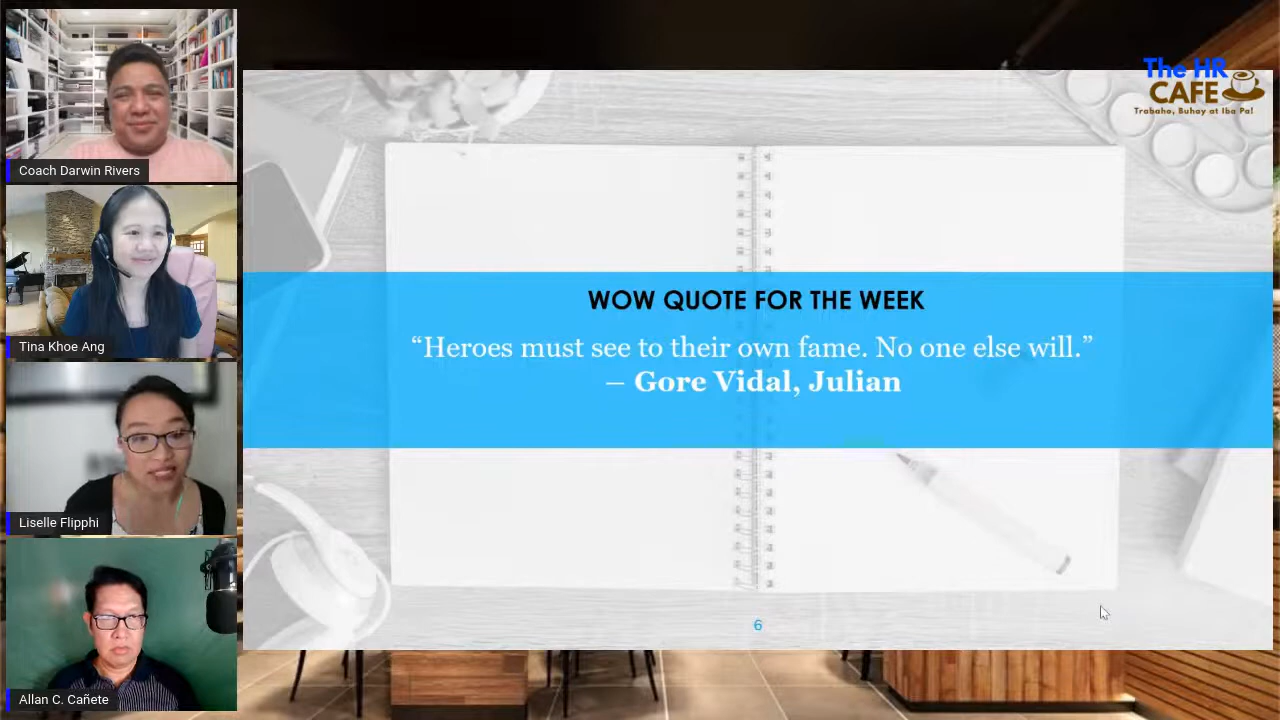 Coach Darwin Rivers
Tina Khoe Ang
Liselle Flipphi
Allan C. Cañete
The HR
CAFE
Trabaho, Buhay at Iba Pa!
WOW QUOTE FOR THE WEEK
“Heroes must see to their own fame. No one else will.”
– Gore Vidal, Julian
6